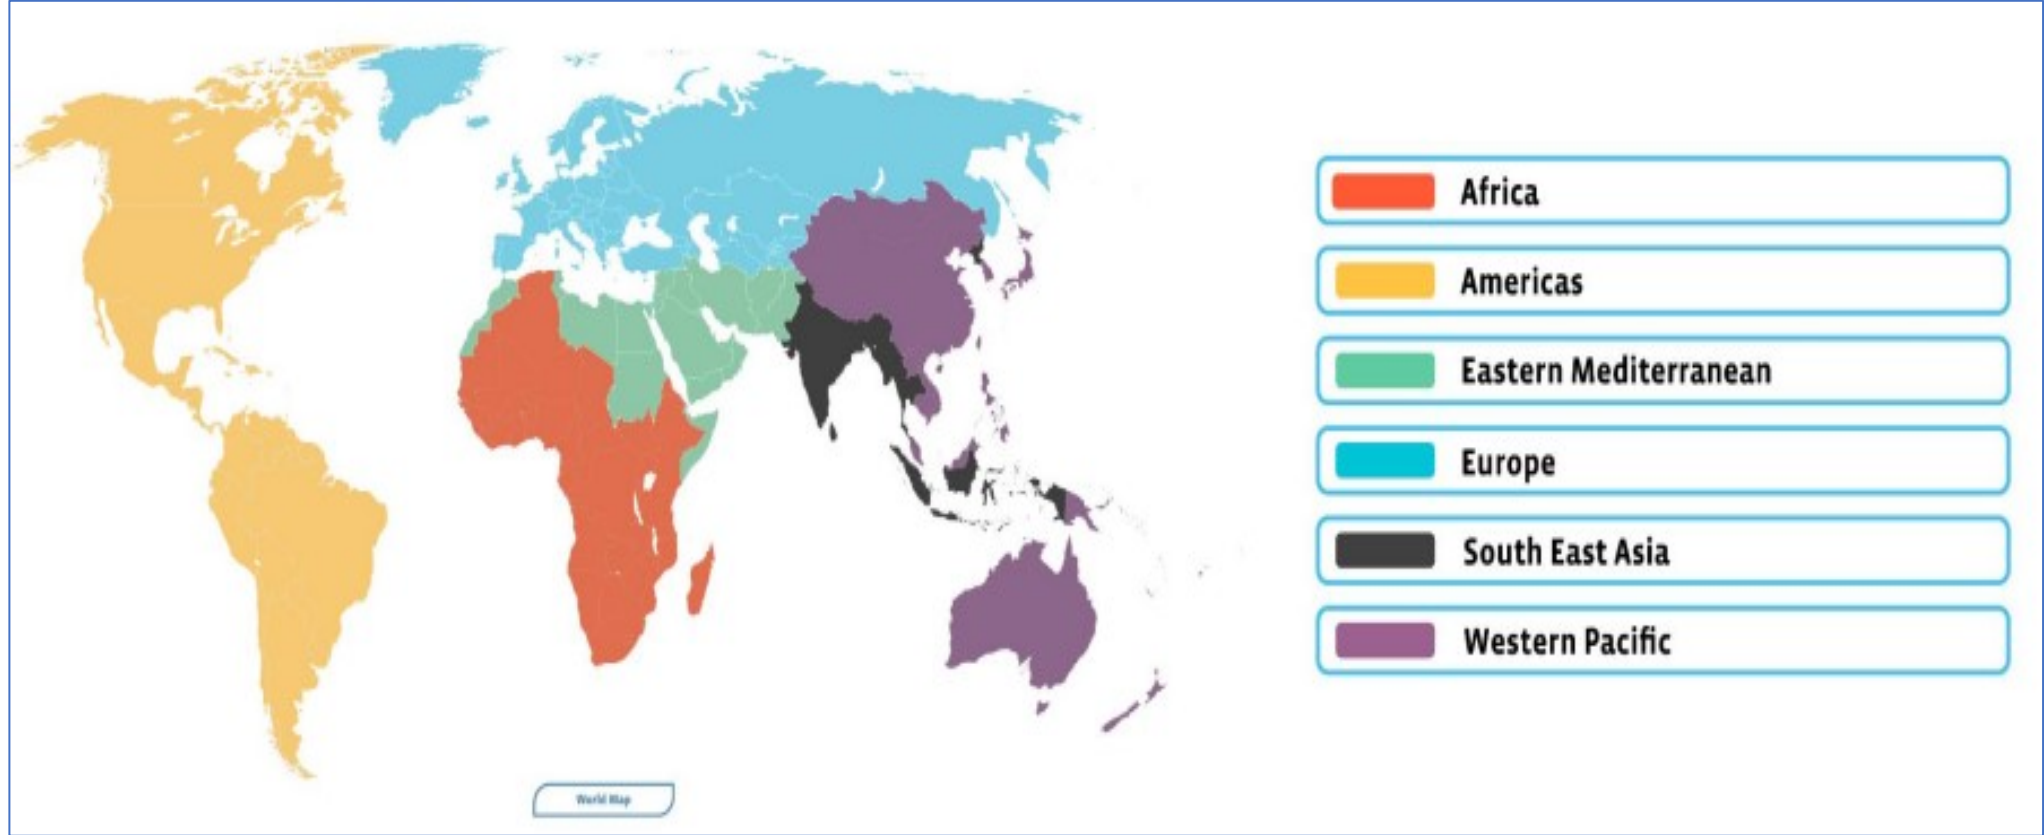 Africa
Americas
Eastern Mediterranean
Europe
South East Asia
Western Pacific
World Map